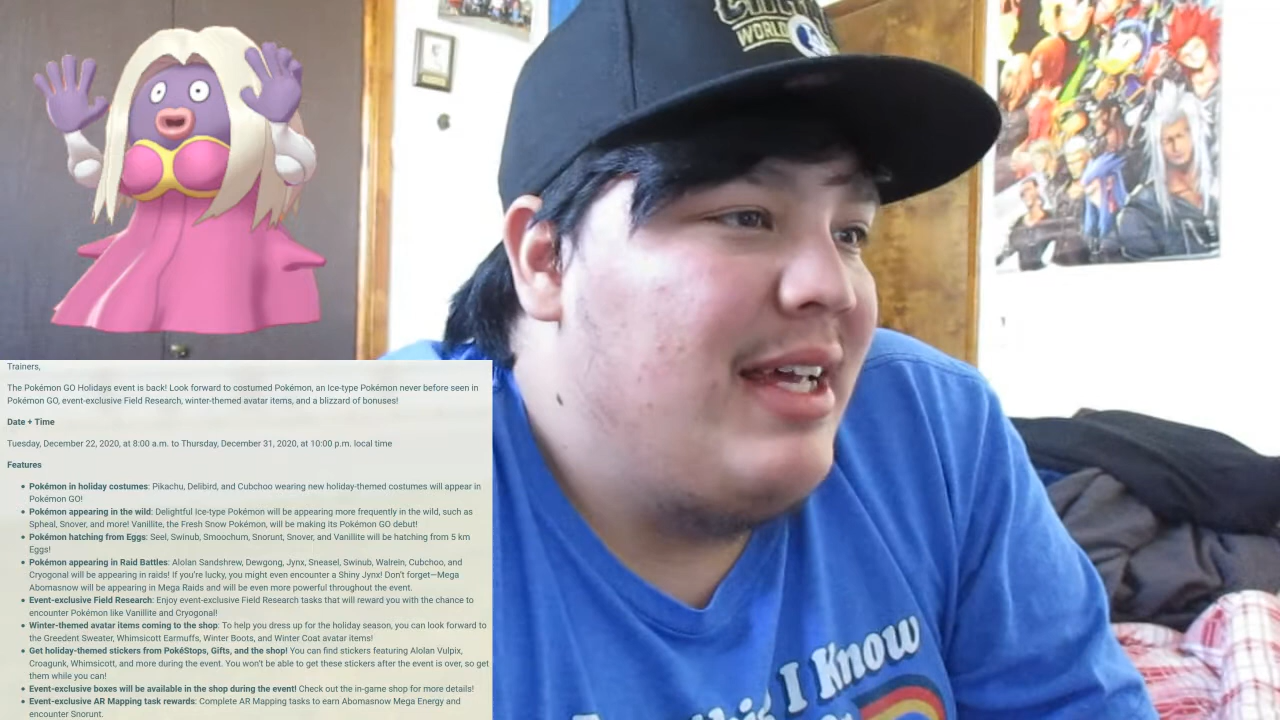 WORLD
Trainers,
The Pokémon GO Holidays event is back! Look forward to costumed Pokémon, an Ice-type Pokémon never before seen in
Pokémon GO, event-exclusive Field Research, winter-themed avatar items, and a blizzard of bonuses!
Date + Time
Tuesday, December 22, 2020, at 8:00 a.m. to Thursday, December 31, 2020, at 10:00 p.m. local time
Features
• Pokémon in holiday costumes: Pikachu, Delibird, and Cubchoo wearing new holiday-themed costumes will appear in
Pokémon GO!
• Pokémon appearing in the wild: Delightful Ice-type Pokémon will be appearing more frequently in the wild, such as
Spheal, Snover, and more! Vanillite, the Fresh Snow Pokémon, will be making its Pokémon GO debut!
• Pokémon hatching from Eggs: Seel, Swinub, Smoochum, Snorunt, Snover, and Vanillite will be hatching from 5 km
Eggs!
• Pokémon appearing in Raid Battles: Alolan Sandshrew, Dewgong, Jynx, Sneasel, Swinub, Walrein, Cubchoo, and
Cryogonal will be appearing in raids! If you're lucky, you might even encounter a Shiny Jynx! Don't forget—Mega
Abomasnow will be appearing in Mega Raids and will be even more powerful throughout the event.
• Event-exclusive Field Research: Enjoy event-exclusive Field Research tasks that will reward you with the chance to
encounter Pokémon like Vanillite and Cryogonal!
• Winter-themed avatar items coming to the shop: To help you dress up for the holiday season, you can look forward to
the Greedent Sweater, Whimsicott Earmuffs, Winter Boots, and Winter Coat avatar items!
• Get holiday-themed stickers from PokéStops, Gifts, and the shop! You can find stickers featuring Alolan Vulpix,
Croagunk, Whimsicott, and more during the event. You won't be able to get these stickers after the event is over, so get
them while you can!
• Event-exclusive boxes will be available in the shop during the event! Check out the in-game shop for more details!
• Event-exclusive AR Mapping task rewards: Complete AR Mapping tasks to earn Abomasnow Mega Energy and
encounter Snorunt.
I Know